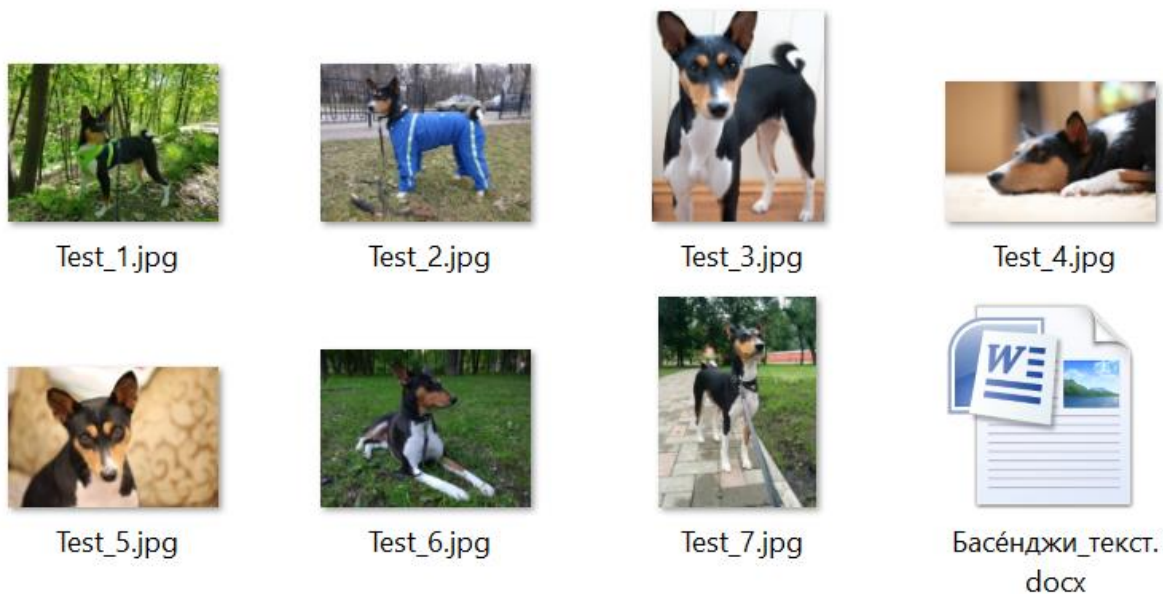 Test_1.jpg
Test_2.jpg
Test_3.jpg
Test_4.jpg
Test_5.jpg
Test_6.jpg
Test_7.jpg
W
Басе́нджи_текст.
docx